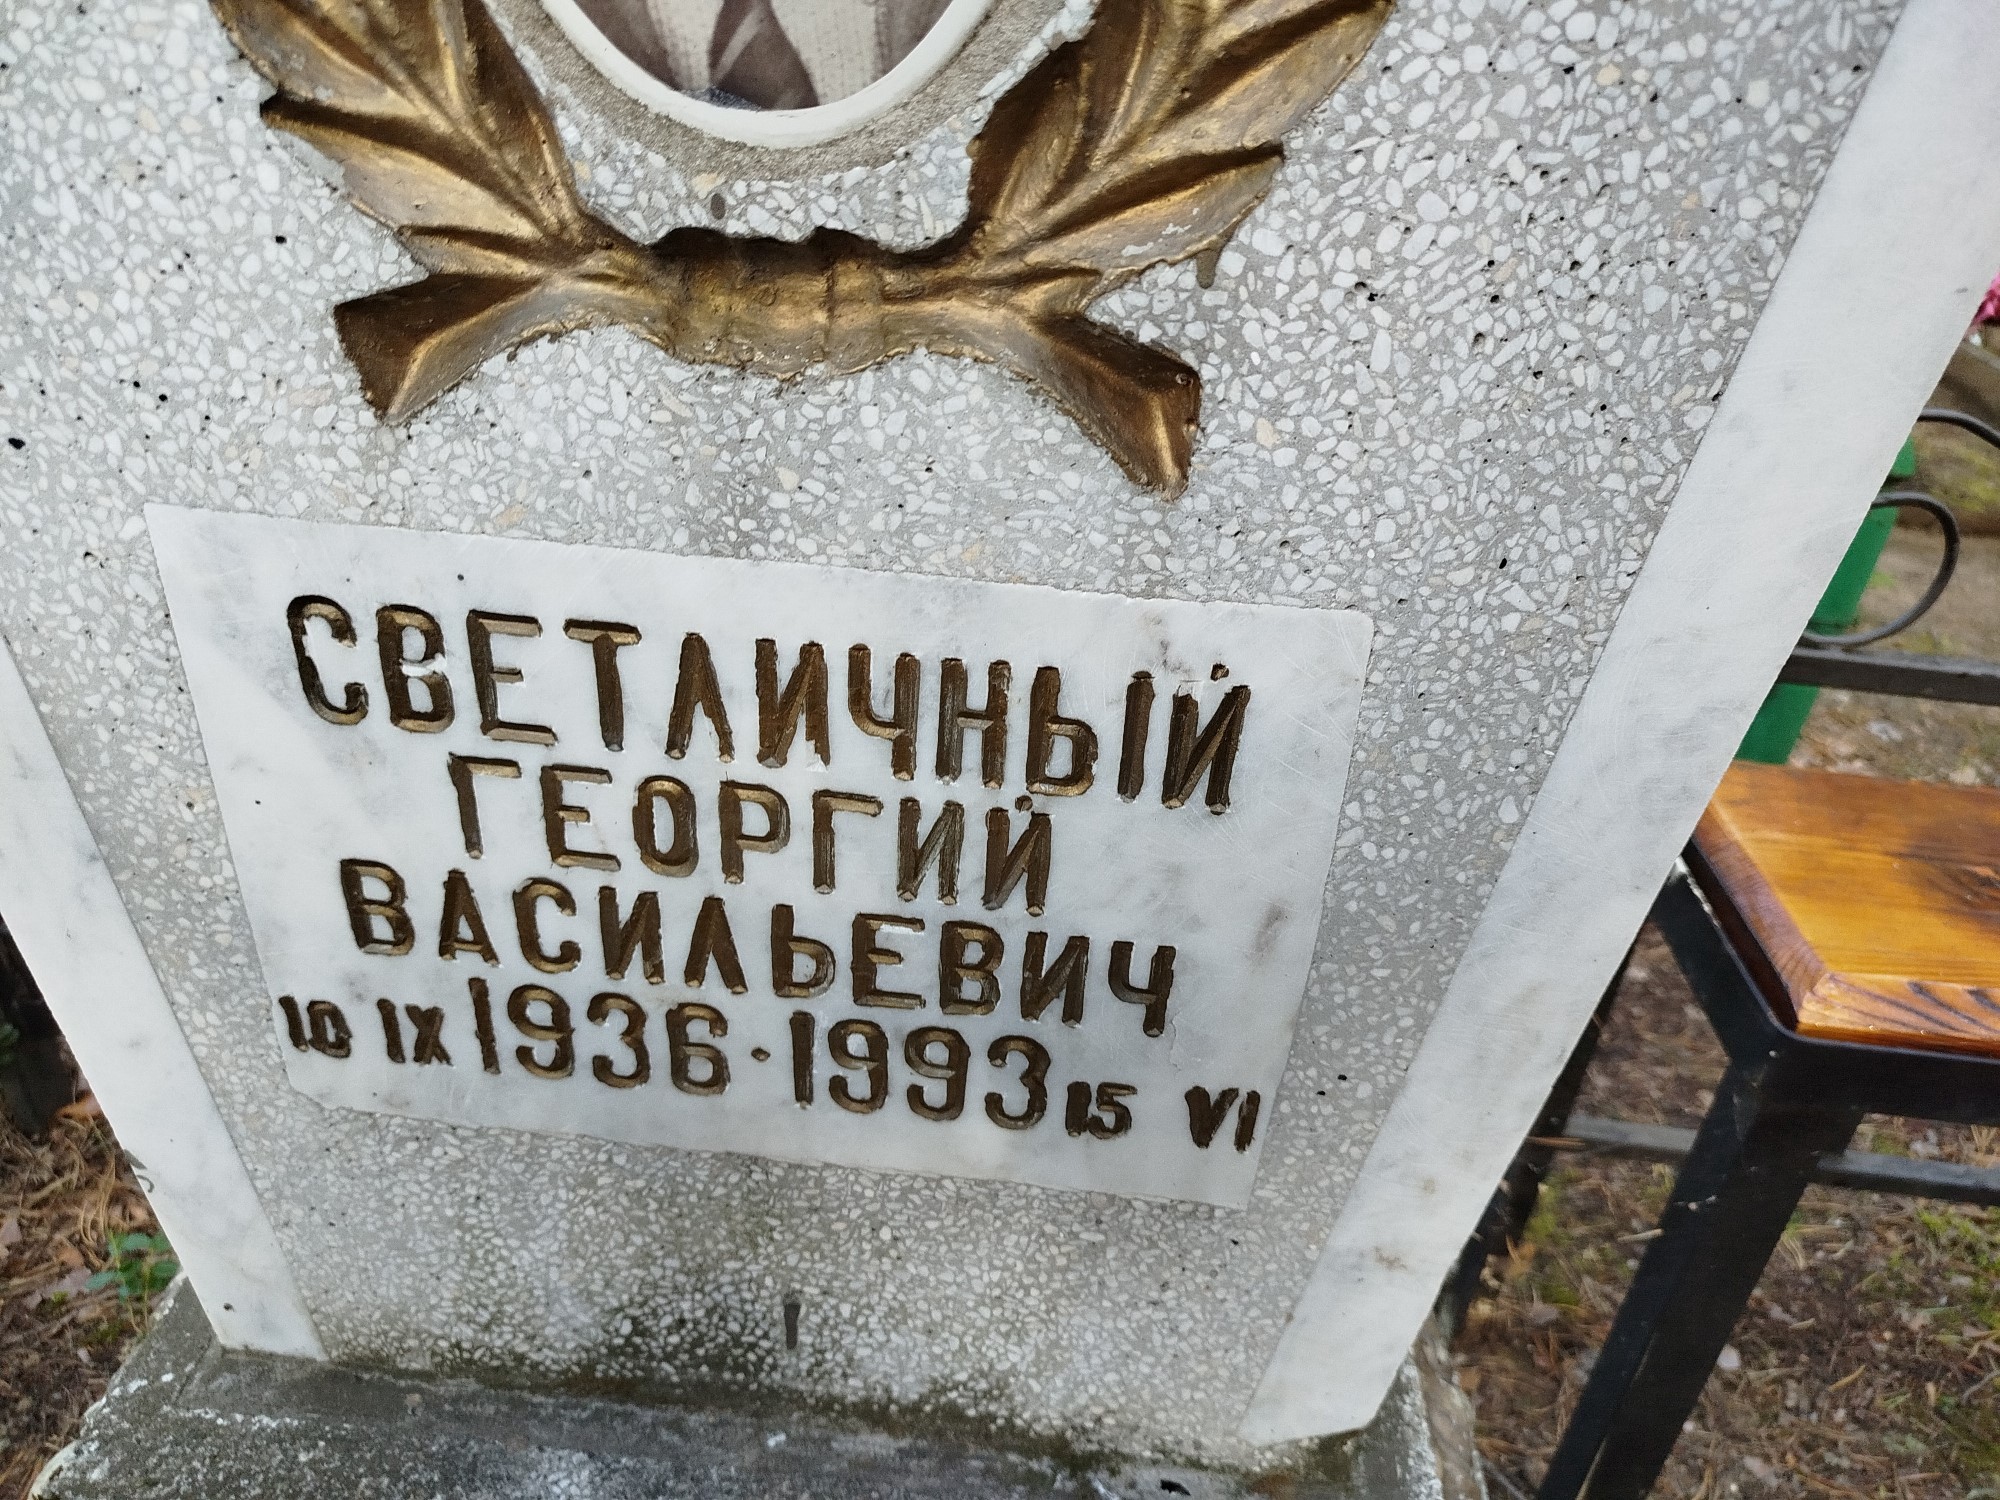 СВЕТЛИЧНЫЙ
ГЕОРГИЙ
ВАСИЛЬЕВИЧ
10 IX 1936 · 1993 15 VI